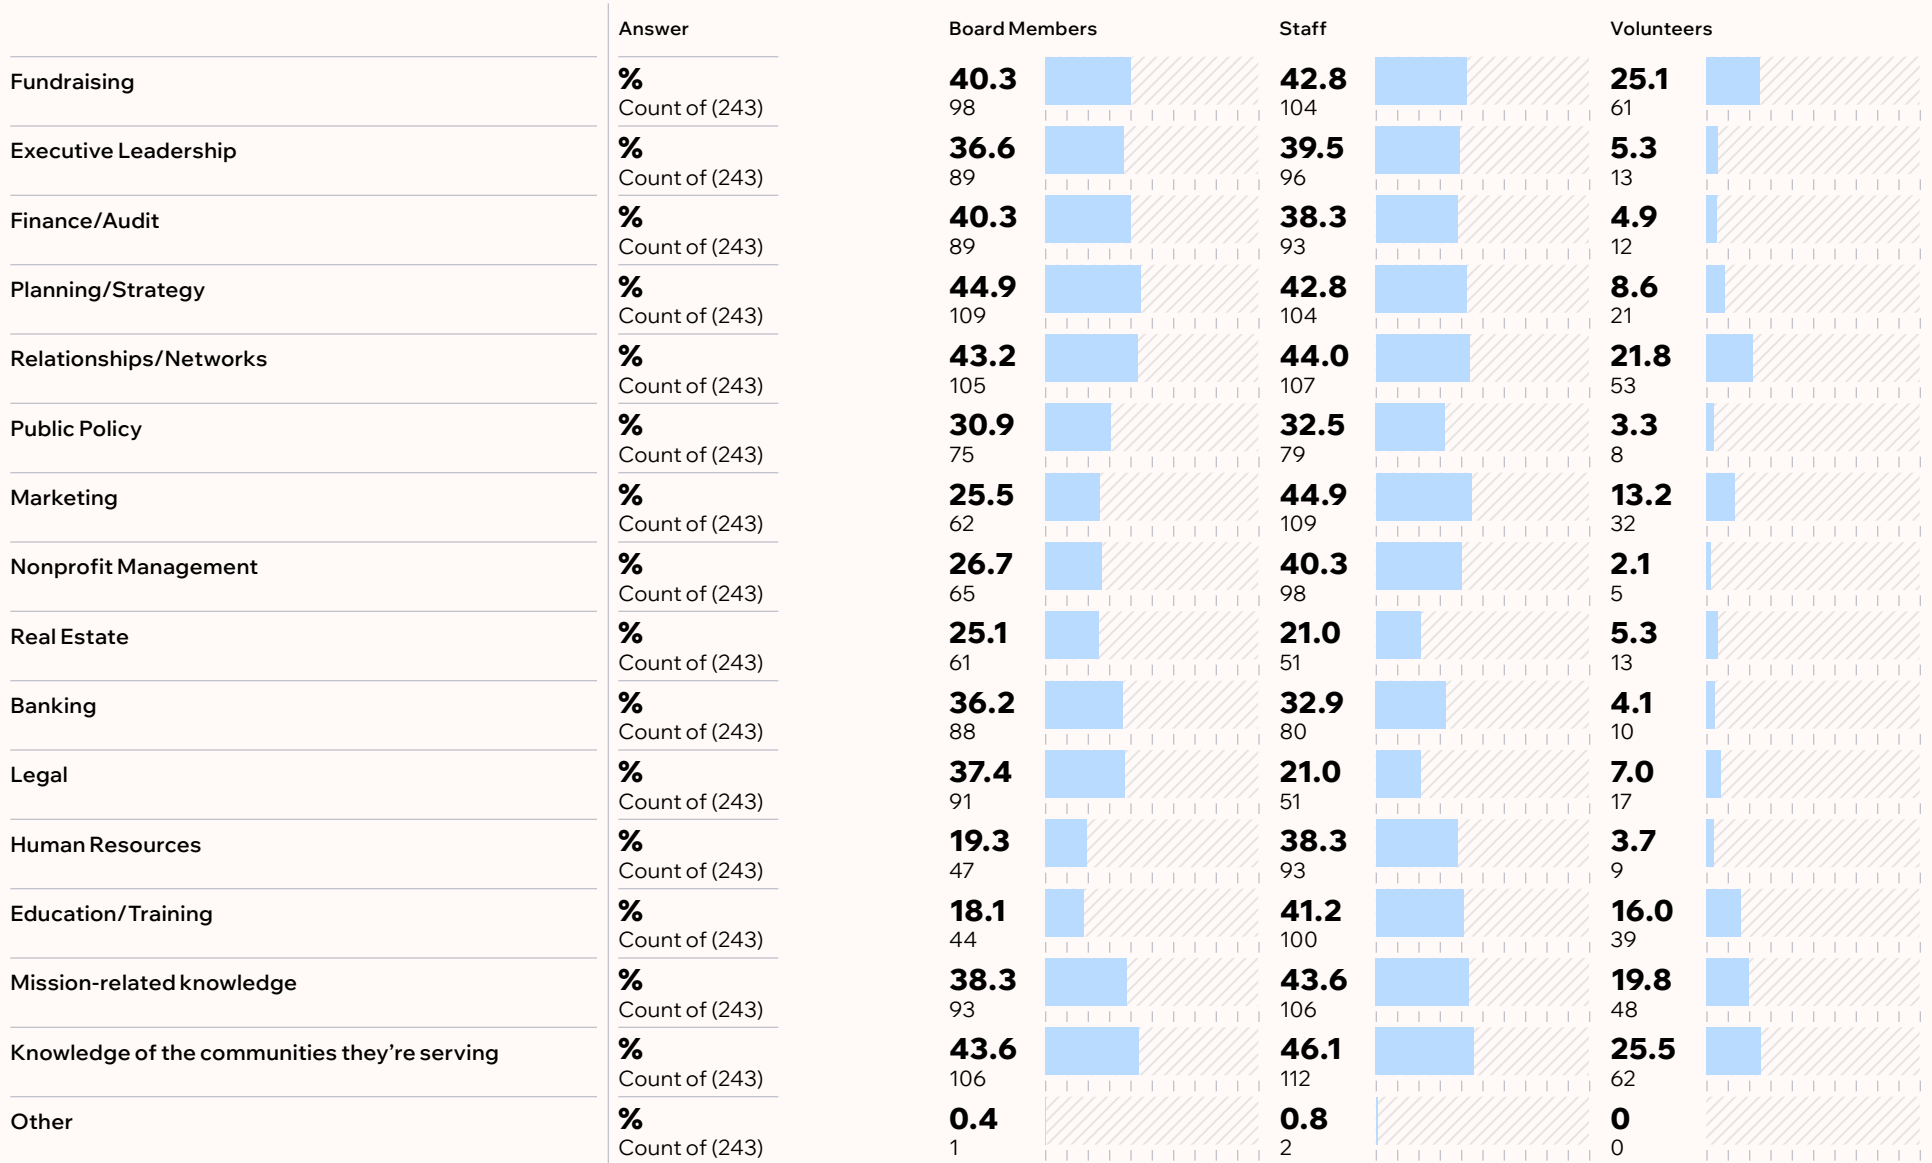 Answer Board Members Staff Volunteers
Fundraising % 40.3 42.8 25.1
Count of (243) 98 104 61
Executive Leadership % 36.6 39.5 5.3
Count of (243) 89 96 13
Finance/Audit % 40.3 38.3 4.9
Count of (243) 89 93 12
Planning/Strategy % 44.9 42.8 8.6
Count of (243) 109 104 21
Relationships/Networks % 43.2 44.0 21.8
Count of (243) 105 107 53
Public Policy % 30.9 32.5 3.3
Count of (243) 75 79 8
Marketing % 25.5 44.9 13.2
Count of (243) 62 109 32
Nonprofit Management % 26.7 40.3 2.1
Count of (243) 65 98 5
Real Estate % 25.1 21.0 5.3
Count of (243) 61 51 13
Banking % 36.2 32.9 4.1
Count of (243) 88 80 10
Legal % 37.4 21.0 7.0
Count of (243) 91 51 17
Human Resources % 19.3 38.3 3.7
Count of (243) 47 93 9
Education/Training % 18.1 41.2 16.0
Count of (243) 44 100 39
Mission-related knowledge % 38.3 43.6 19.8
Count of (243) 93 106 48
Knowledge of the communities they’re serving % 43.6 46.1 25.5
Count of (243) 106 112 62
Other % 0.4 0.8 0
Count of (243) 1 2 0